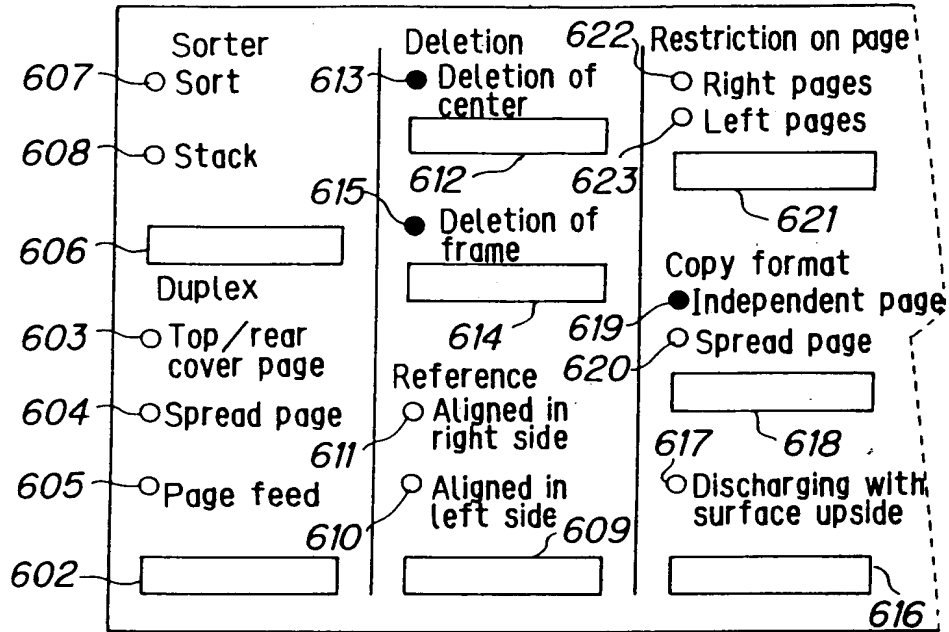 Sorter
607
Sort
608
Stack
606
Duplex
603
Top/rear
cover page
604
Spread page
605
Page feed
602
Deletion
613
Deletion of
center
612
615
Deletion of
frame
614
Reference
Aligned in
right side
611
Aligned in
left side
610
609
622
Restriction on page
Right pages
Left pages
623
621
Copy format
619
Independent page
620
Spread page
618
617
Discharging with
surface upside
616